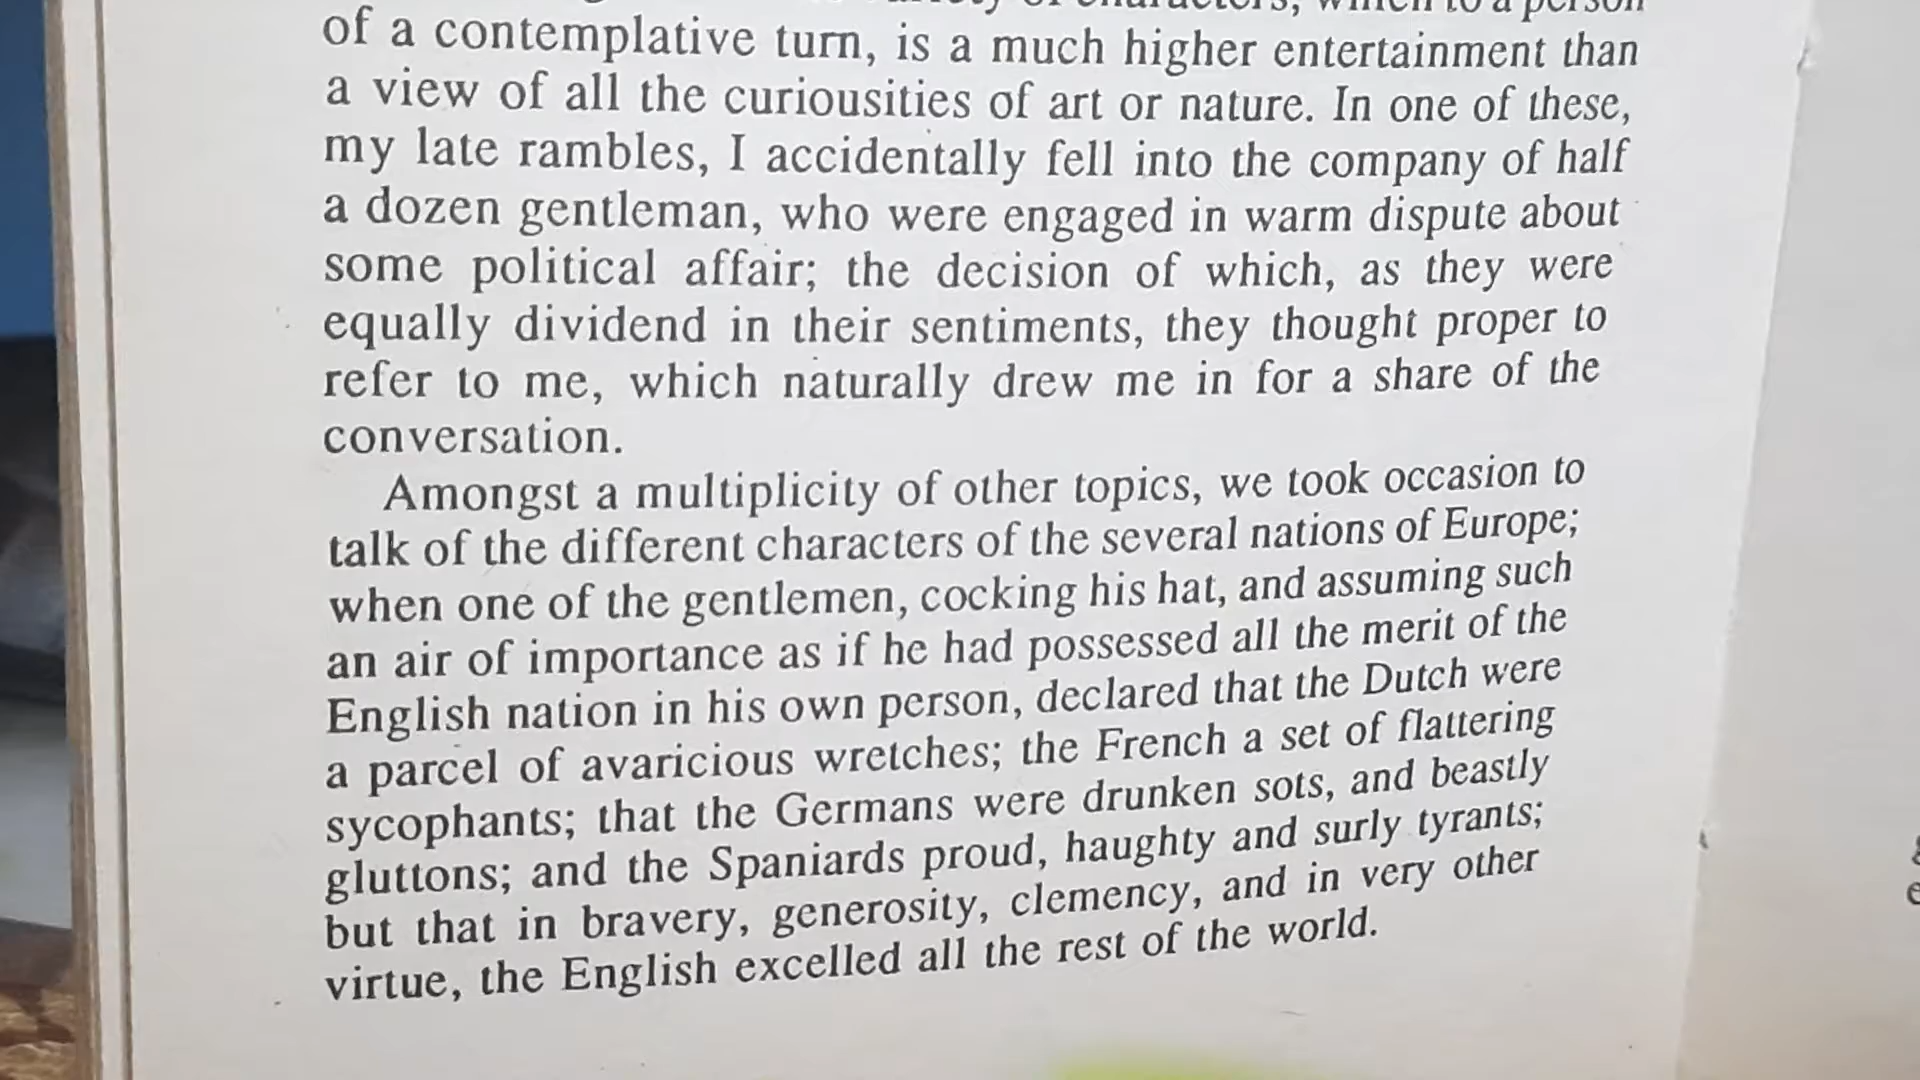 of characters, which to a person
of a contemplative turn, is a much higher entertainment than
a view of all the curiousities of art or nature. In one of these,
my late rambles, I accidentally fell into the company of half
a dozen gentleman, who were engaged in warm dispute about
some political affair; the decision of which, as they were
equally dividend in their sentiments, they thought proper to
refer to me, which naturally drew me in for a share of the
conversation.
Amongst a multiplicity of other topics, we took occasion to
talk of the different characters of the several nations of Europe;
when one of the gentlemen, cocking his hat, and assuming such
an air of importance as if he had possessed all the merit of the
English nation in his own person, declared that the Dutch were
a parcel of avaricious wretches; the French a set of flattering
sycophants; that the Germans were drunken sots, and beastly
gluttons; and the Spaniards proud, haughty and surly tyrants;
but that in bravery, generosity, clemency, and in very other
virtue, the English excelled all the rest of the world.